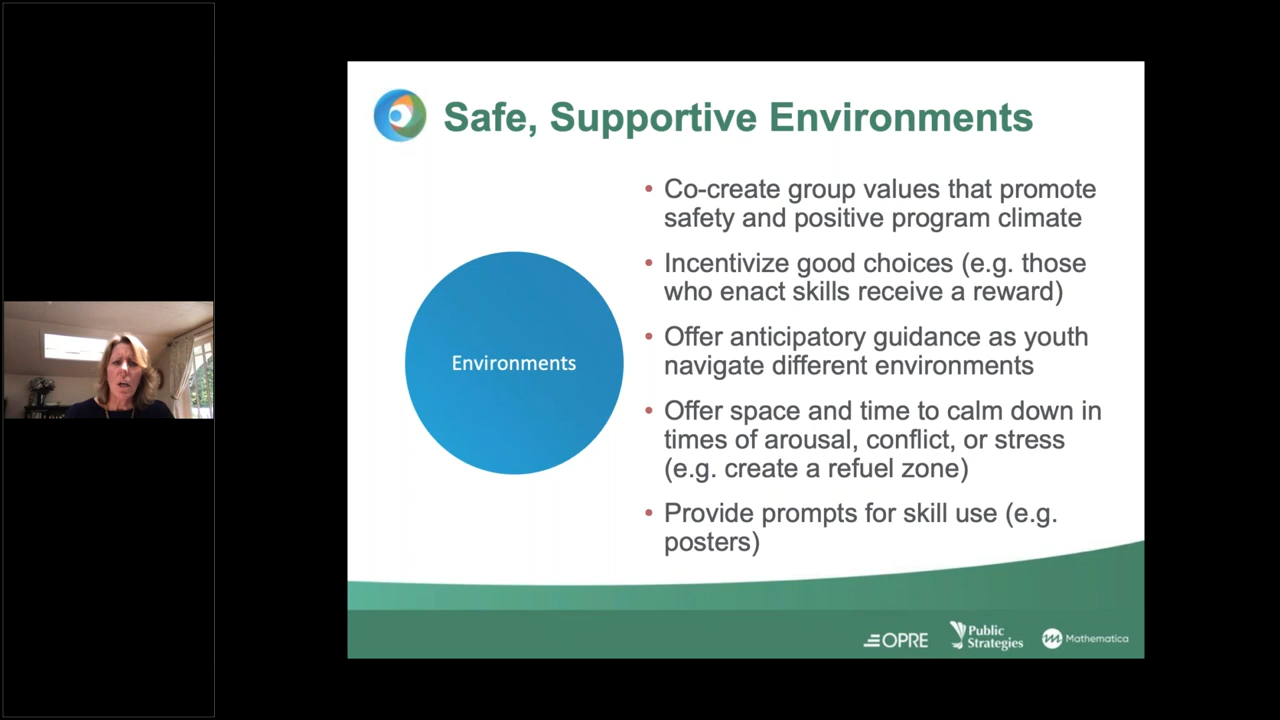 Safe, Supportive Environments
Environments
• Co-create group values that promote
safety and positive program climate
• Incentivize good choices (e.g. those
who enact skills receive a reward)
• Offer anticipatory guidance as youth
navigate different environments
• Offer space and time to calm down in
times of arousal, conflict, or stress
(e.g. create a refuel zone)
• Provide prompts for skill use (e.g.
posters)
OPRE
Public
Strategies
Mathematica